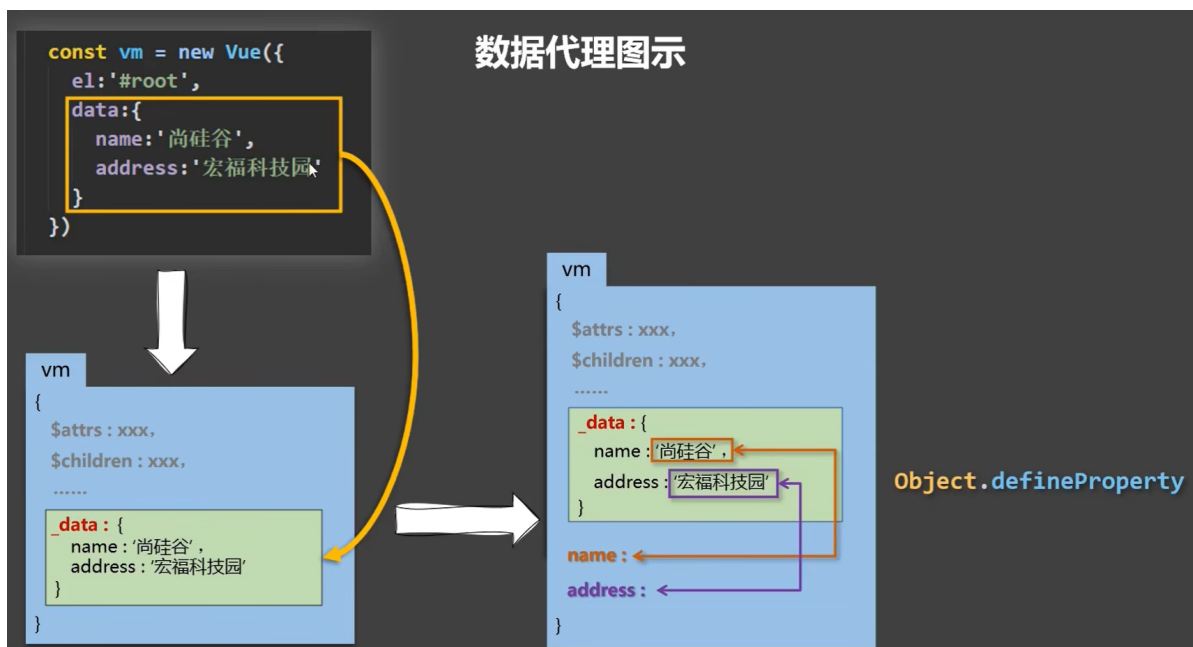 数据代理图示
const vm = new Vue({
el:'#root',
data:{
name:'尚硅谷',
address:'宏福科技园'
}
})
vm
{
$attrs : xxx,
$children : xxx,
······
_data : {
name : '尚硅谷' ,
address : '宏福科技园'
}
}
vm
{
$attrs : xxx,
$children : xxx,
······
_data : {
name : '尚硅谷' ,
address : '宏福科技园'
}
name :
address :
}
Object.defineProperty